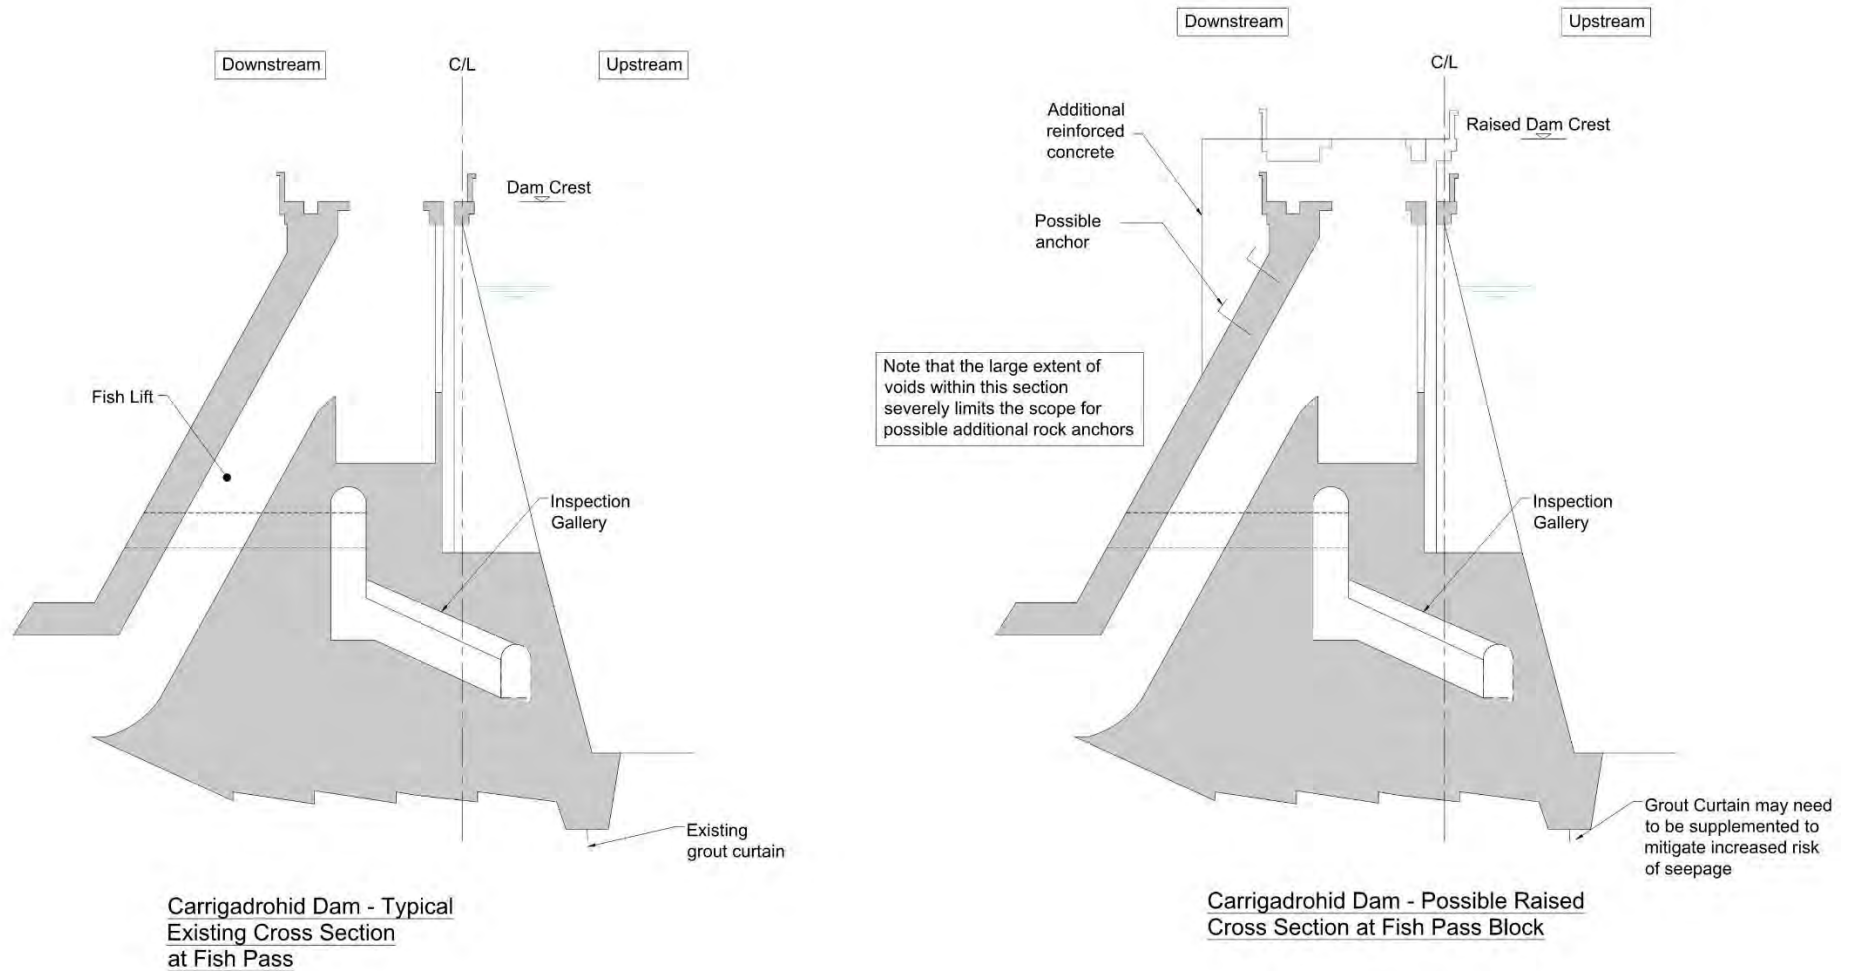 Downstream
C/L
Upstream
Dam Crest
Fish Lift
Inspection
Gallery
Existing
grout curtain
Carrigadrohid Dam - Typical
Existing Cross Section
at Fish Pass
Downstream
Upstream
C/L
Additional
reinforced
concrete
Raised Dam Crest
Possible
anchor
Note that the large extent of
voids within this section
severely limits the scope for
possible additional rock anchors
Inspection
Gallery
Grout Curtain may need
to be supplemented to
mitigate increased risk
of seepage
Carrigadrohid Dam - Possible Raised
Cross Section at Fish Pass Block